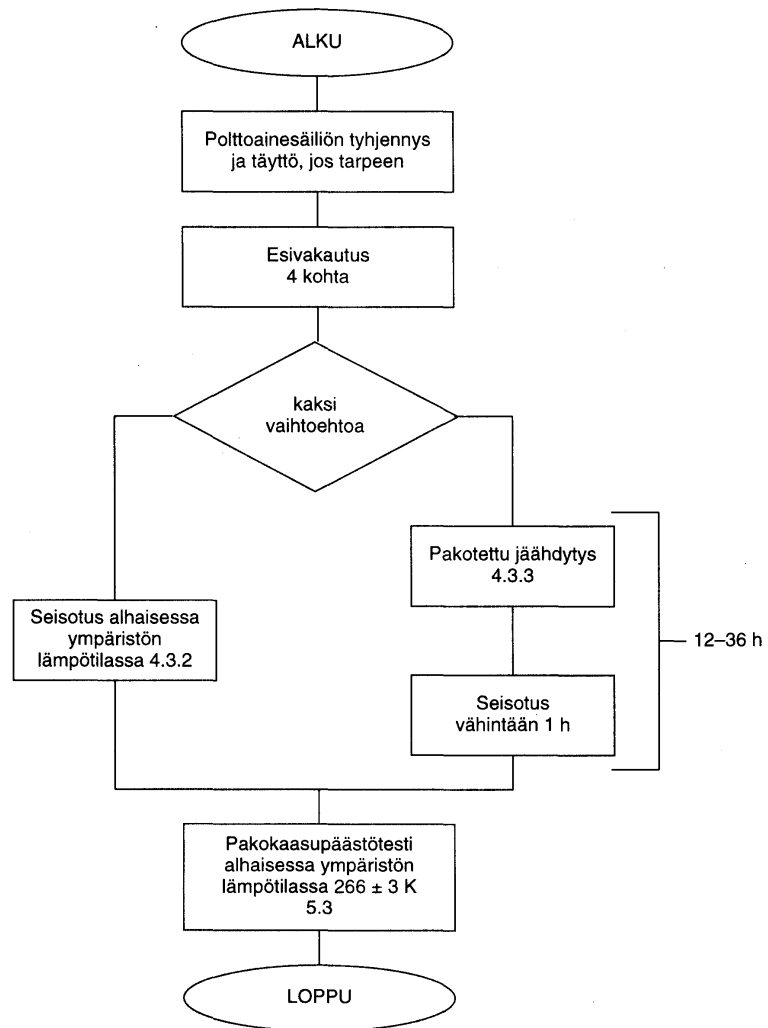 ALKU
Polttoainesäiliön tyhjennys
ja täyttö, jos tarpeen
Esivakautus
4 kohta
kaksi
vaihtoehtoa
Pakotettu jäähdytys
4.3.3
Seisotus alhaisessa
ympäristön
lämpötilassa 4.3.2
12–36 h
Seisotus
vähintään 1 h
Pakokaasupäästötesti
alhaisessa ympäristön
lämpötilassa 266 ± 3 K
5.3
LOPPU